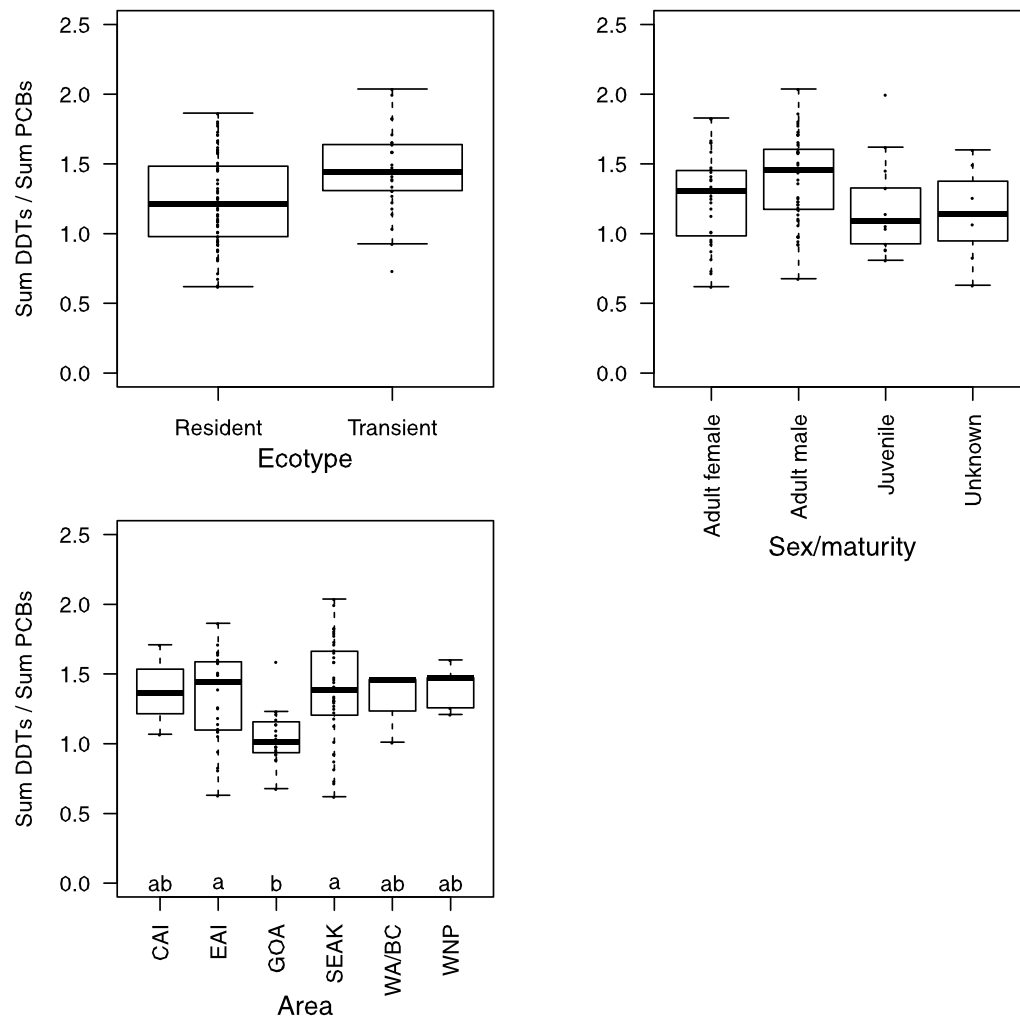 Sum DDTs / Sum PCBs
2.5
2.0
1.5
1.0
0.5
0.0
Resident
Transient
Ecotype
2.5
2.0
1.5
1.0
0.5
0.0
Adult female
Adult male
Juvenile
Unknown
Sex/maturity
Sum DDTs / Sum PCBs
2.5
2.0
1.5
1.0
0.5
0.0
ab a b a ab ab
CAI
EAI
GOA
SEAK
WA/BC
WNP
Area